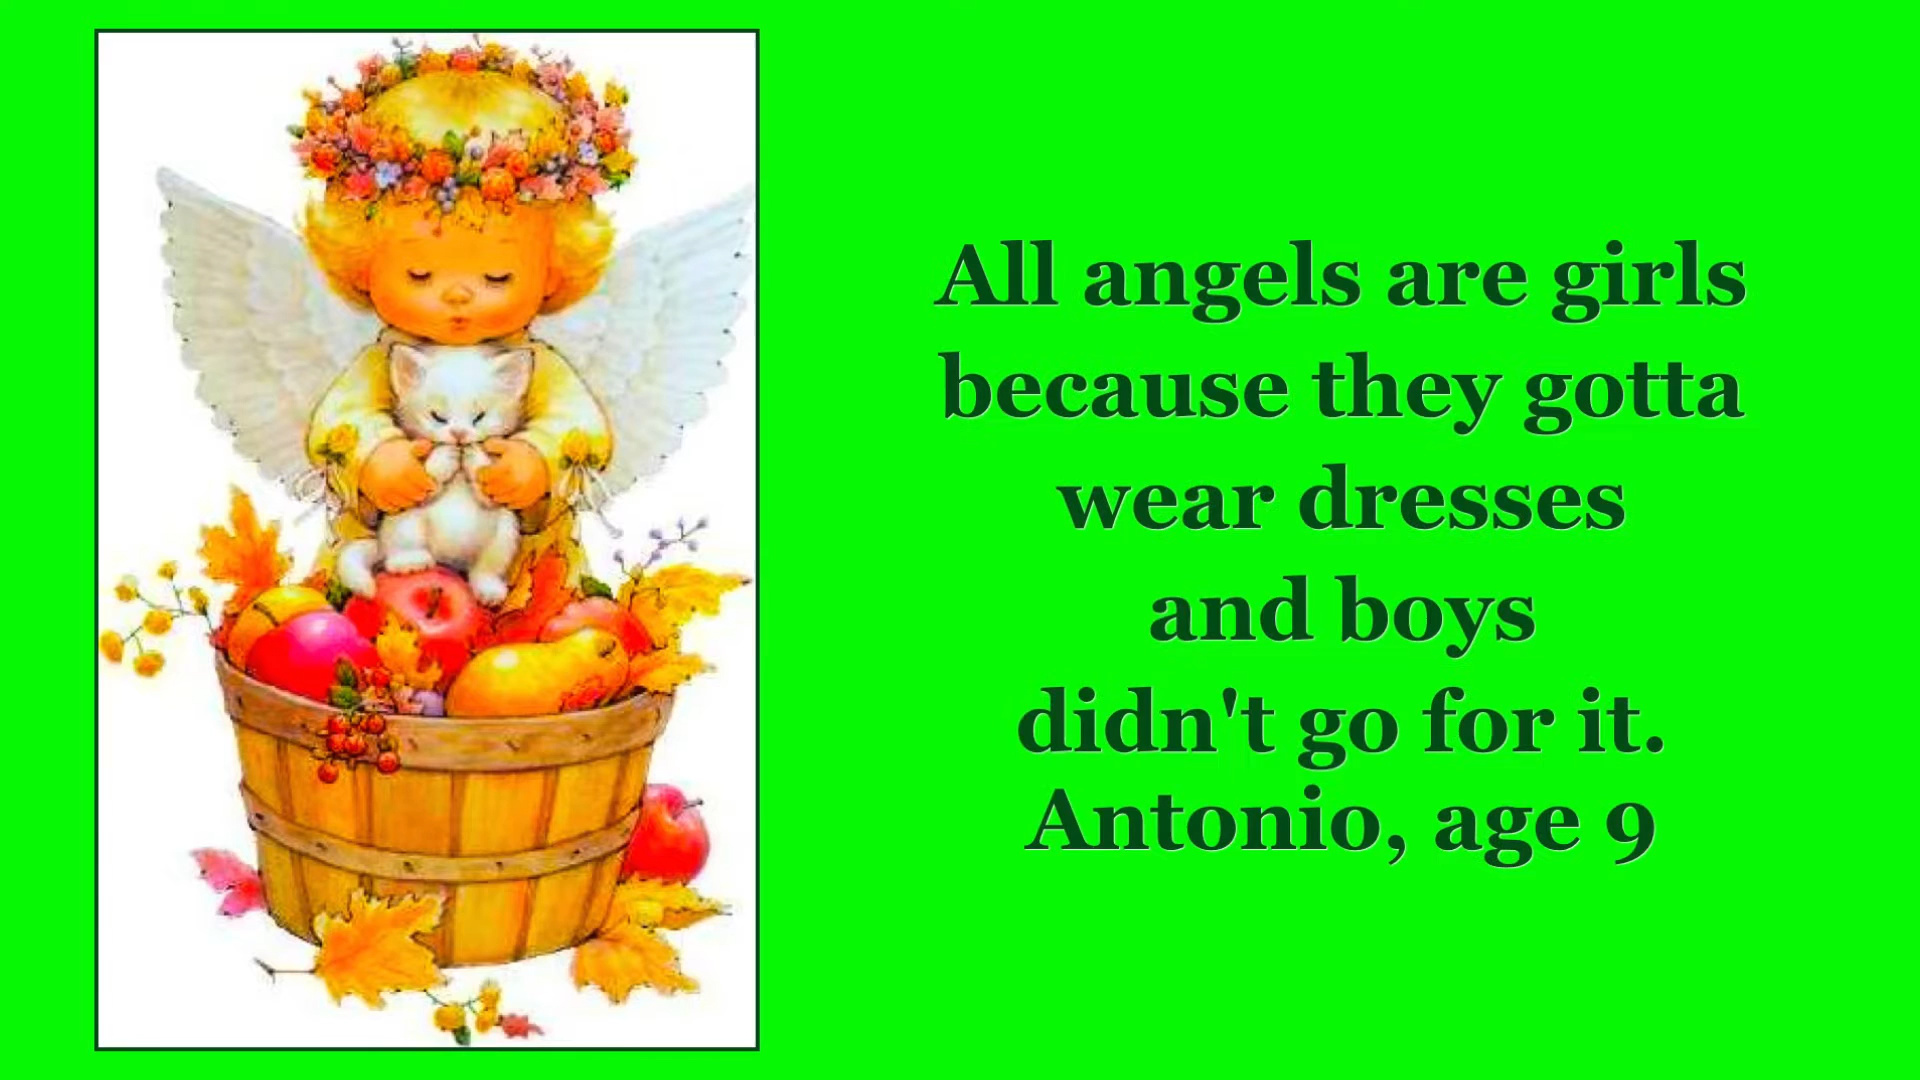 All angels are girls
because they gotta
wear dresses
and boys
didn't go for it.
Antonio, age 9